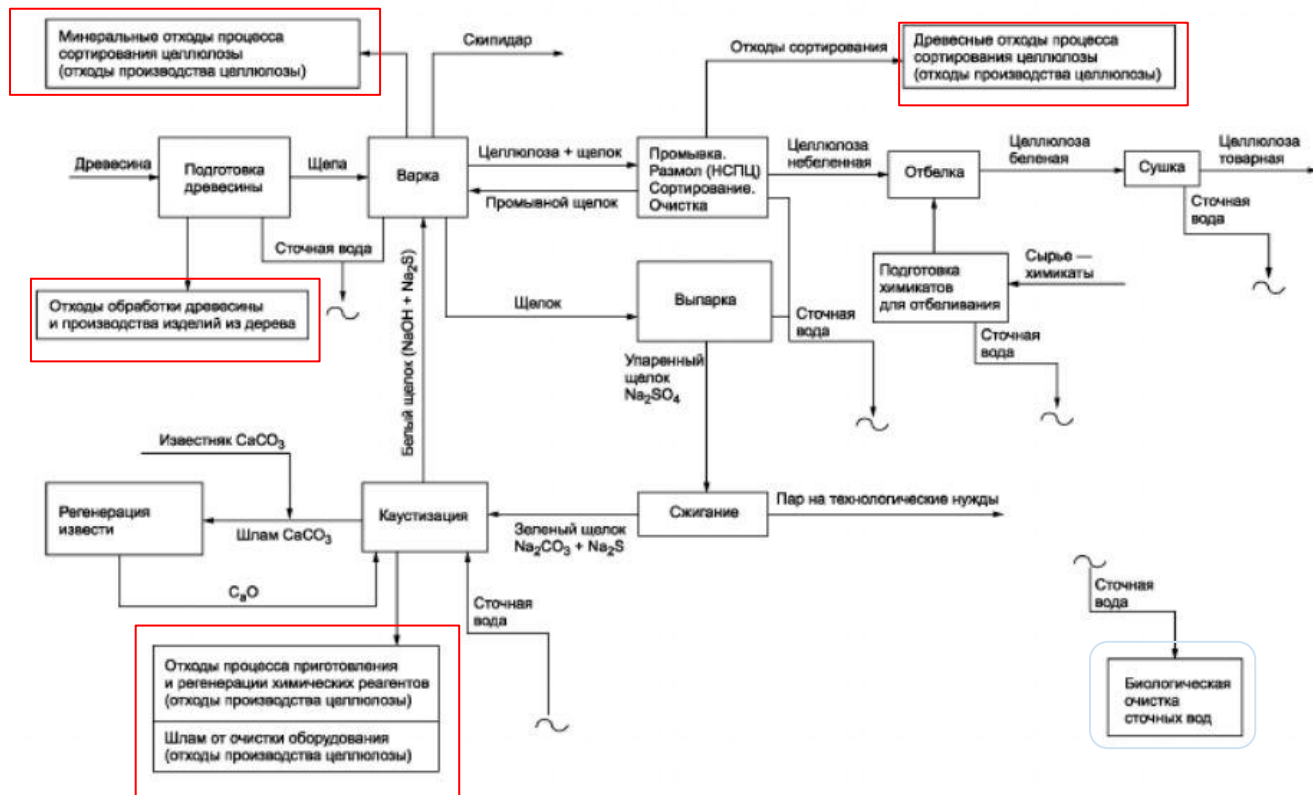 Минеральные отходы процесса
сортирования целлюлозы
(отходы производства целлюлозы)
Скипидар
Отходы сортирования
Древесные отходы процесса
сортирования целлюлозы
(отходы производства целлюлозы)
Древесина
Подготовка
древесины
Щепа
Варка
Целлюлоза + щелок
Промывной щелок
Промывка.
Размол (НСПЦ)
Сортирование.
Очистка
Целлюлоза
небеленная
Отбелка
Целлюлоза
беленая
Сушка
Целлюлоза
товарная
Сточная
вода
Сточная вода
Отходы обработки древесины
и производства изделий из дерева
Белый щелок (NaOH + Na₂S)
Щелок
Выпарка
Сточная
вода
Подготовка
химикатов
для отбеливания
Сырье —
химикаты
Сточная
вода
Упаренный
щелок
Na₂SO₄
Известняк CaCO₃
Регенерация
извести
Шлам CaCO₃
Каустизация
Зеленый щелок
Na₂CO₃ + Na₂S
Сжигание
Пар на технологические нужды
CaO
Сточная
вода
Сточная
вода
Отходы процесса приготовления
и регенерации химических реагентов
(отходы производства целлюлозы)
Шлам от очистки оборудования
(отходы производства целлюлозы)
Биологическая
очистка
сточных вод